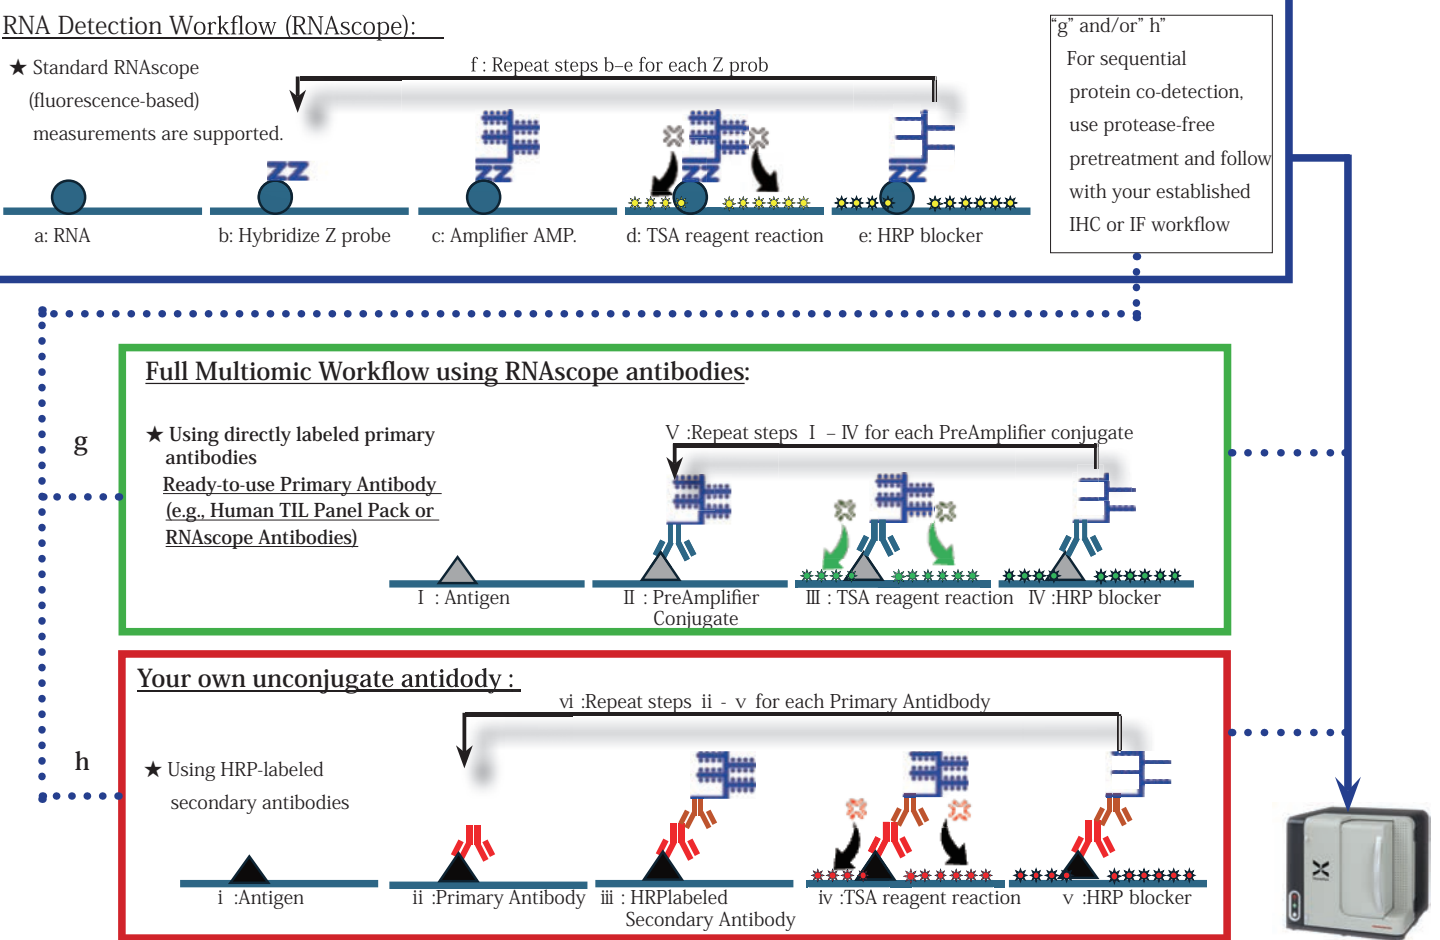 RNA Detection Workflow (RNAscope):
★ Standard RNAscope
(fluorescence-based)
measurements are supported.
f : Repeat steps b–e for each Z prob
a: RNA
b: Hybridize Z probe
c: Amplifier AMP.
d: TSA reagent reaction
e: HRP blocker
“g” and/or” h”
For sequential
protein co-detection,
use protease-free
pretreatment and follow
with your established
IHC or IF workflow
g
Full Multiomic Workflow using RNAscope antibodies:
★ Using directly labeled primary
antibodies
Ready-to-use Primary Antibody
(e.g., Human TIL Panel Pack or
RNAscope Antibodies)
Ⅴ :Repeat steps Ⅰ – Ⅳ for each PreAmplifier conjugate
Ⅰ : Antigen
Ⅱ : PreAmplifier
Conjugate
Ⅲ : TSA reagent reaction
Ⅳ :HRP blocker
h
Your own unconjugate antidody :
★ Using HRP-labeled
secondary antibodies
ⅵ :Repeat steps ⅱ - ⅴ for each Primary Antidbody
ⅰ :Antigen
ⅱ :Primary Antibody
ⅲ : HRPlabeled
Secondary Antibody
ⅳ :TSA reagent reaction
ⅴ :HRP blocker